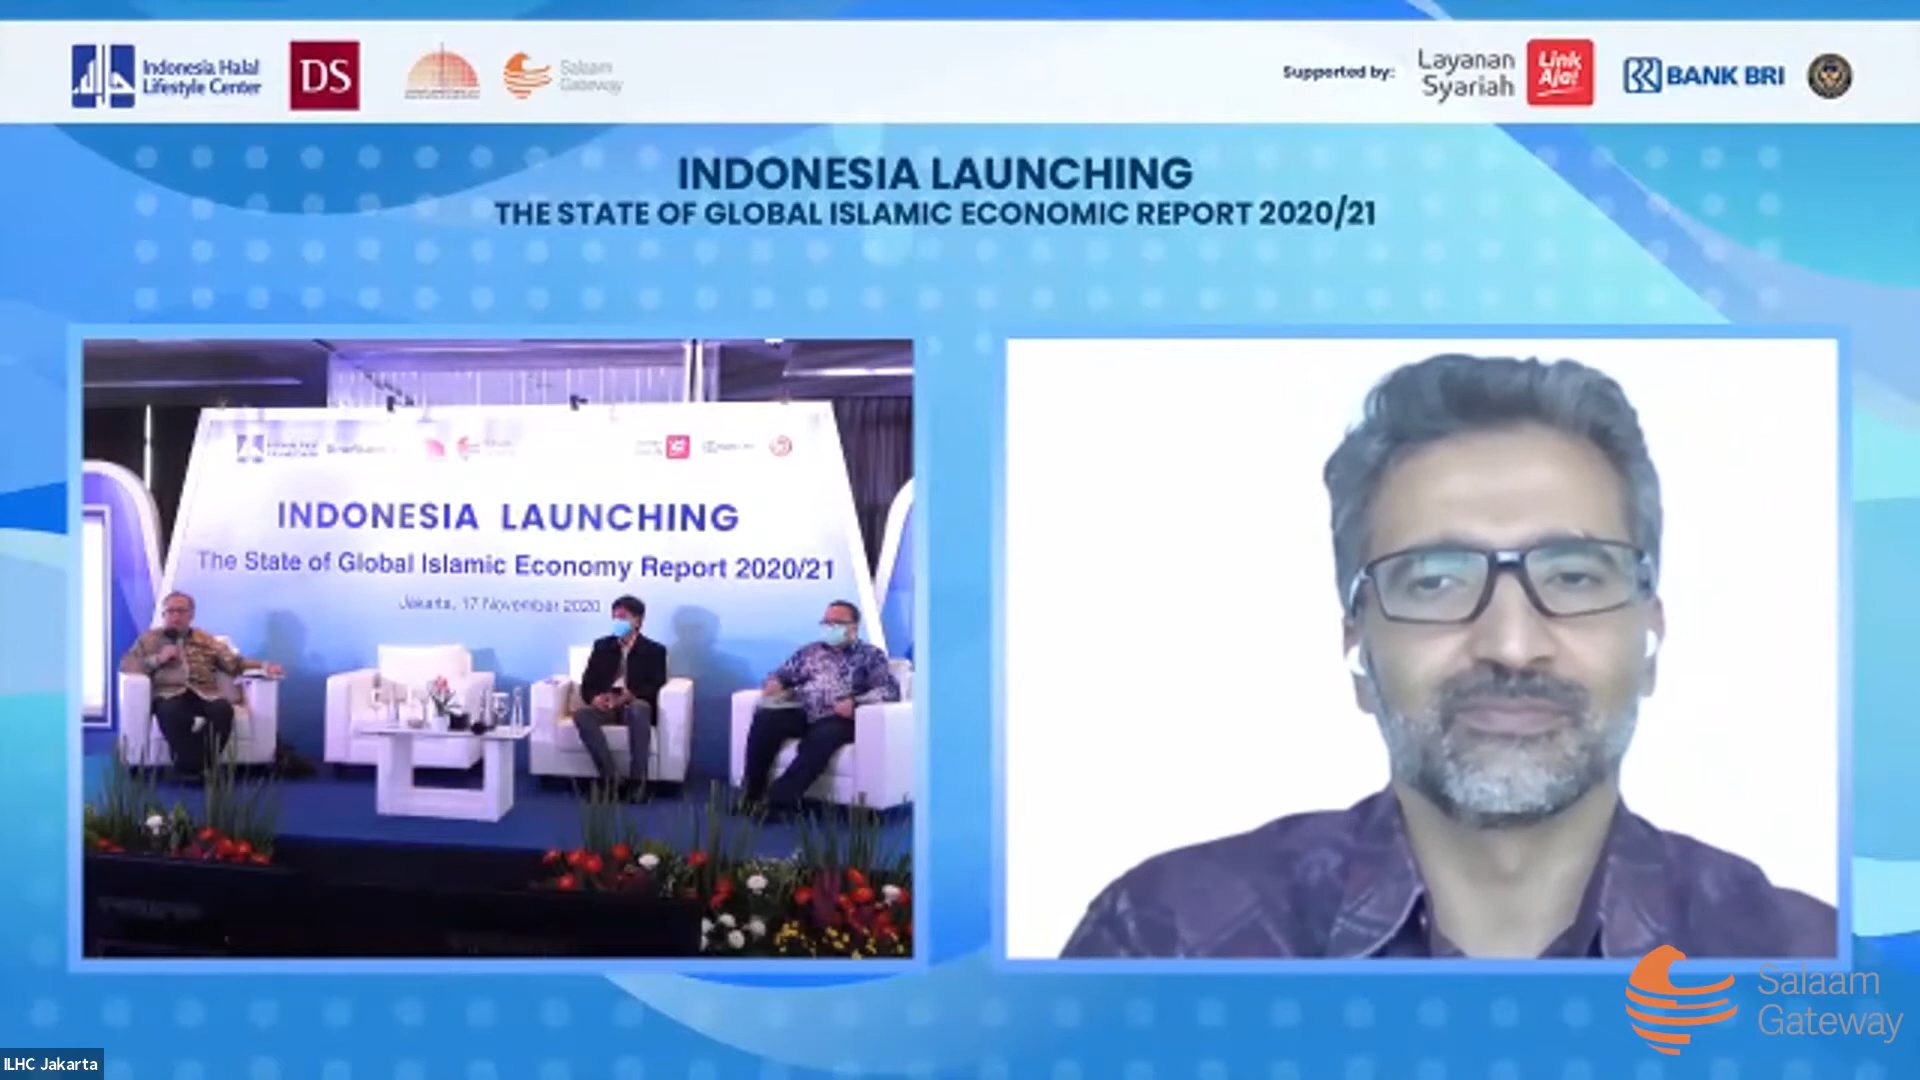 Indonesia Halal
Lifestyle Center
DS
Salaam
Gateway
Supported by:
Layanan
Syariah
Link
Aja!
BANK BRI
INDONESIA LAUNCHING
THE STATE OF GLOBAL ISLAMIC ECONOMIC REPORT 2020/21
INDONESIA LAUNCHING
The State of Global Islamic Economy Report 2020/21
Jakarta, 17 November 2020
Salaam
Gateway
ILHC Jakarta